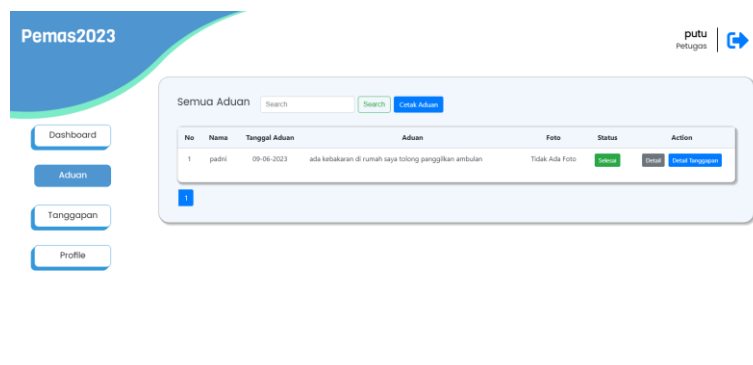 Pemas2023
putu
Petugas
Semua Aduan Search Search Cetak Aduan
Dashboard
Aduan
Tanggapan
Profile
No Nama Tanggal Aduan Aduan Foto Status Action
1 padni 09-06-2023 ada kebakaran di rumah saya tolong panggilkan ambulan Tidak Ada Foto Selesai Detail Detail Tanggapan
1